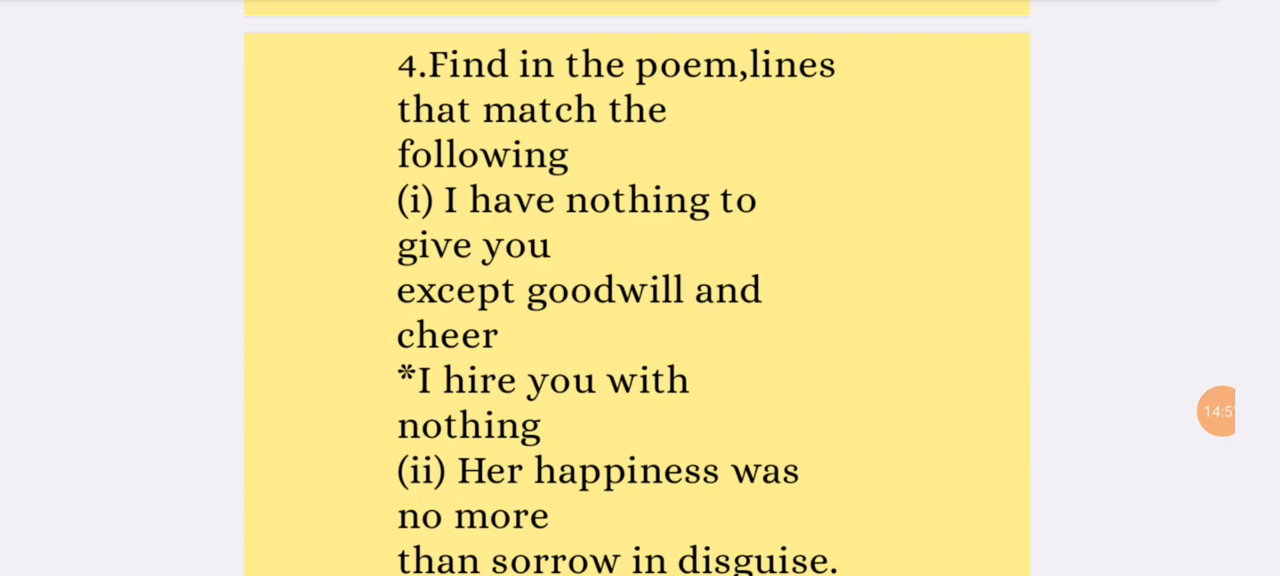 4.Find in the poem,lines
that match the
following
(i) I have nothing to
give you
except goodwill and
cheer
*I hire you with
nothing
(ii) Her happiness was
no more
than sorrow in disguise.